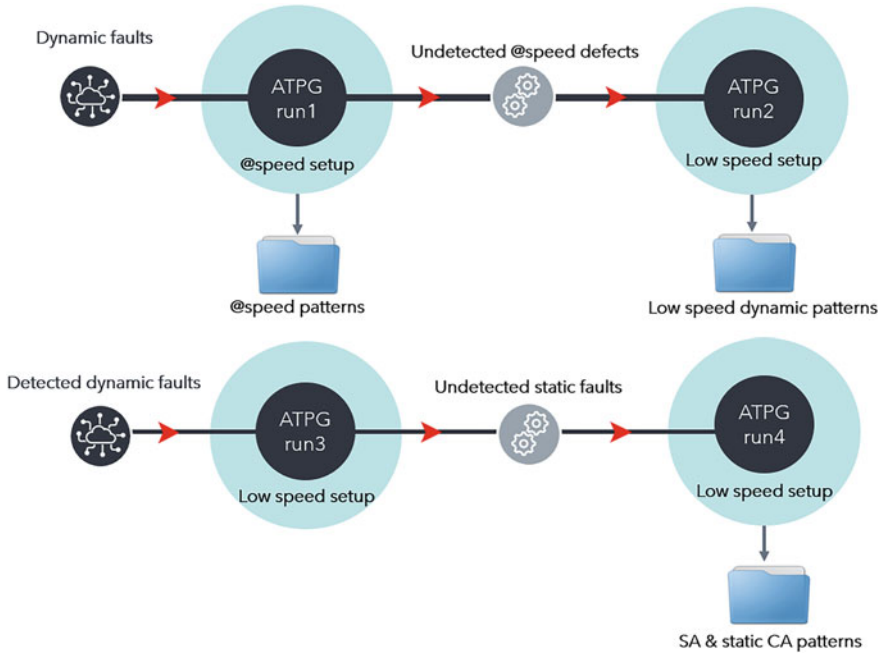 Dynamic faults
Undetected @speed defects
ATPG
run1
ATPG
run2
@speed setup
Low speed setup
@speed patterns
Low speed dynamic patterns
Detected dynamic faults
Undetected static faults
ATPG
run3
ATPG
run4
Low speed setup
Low speed setup
SA & static CA patterns